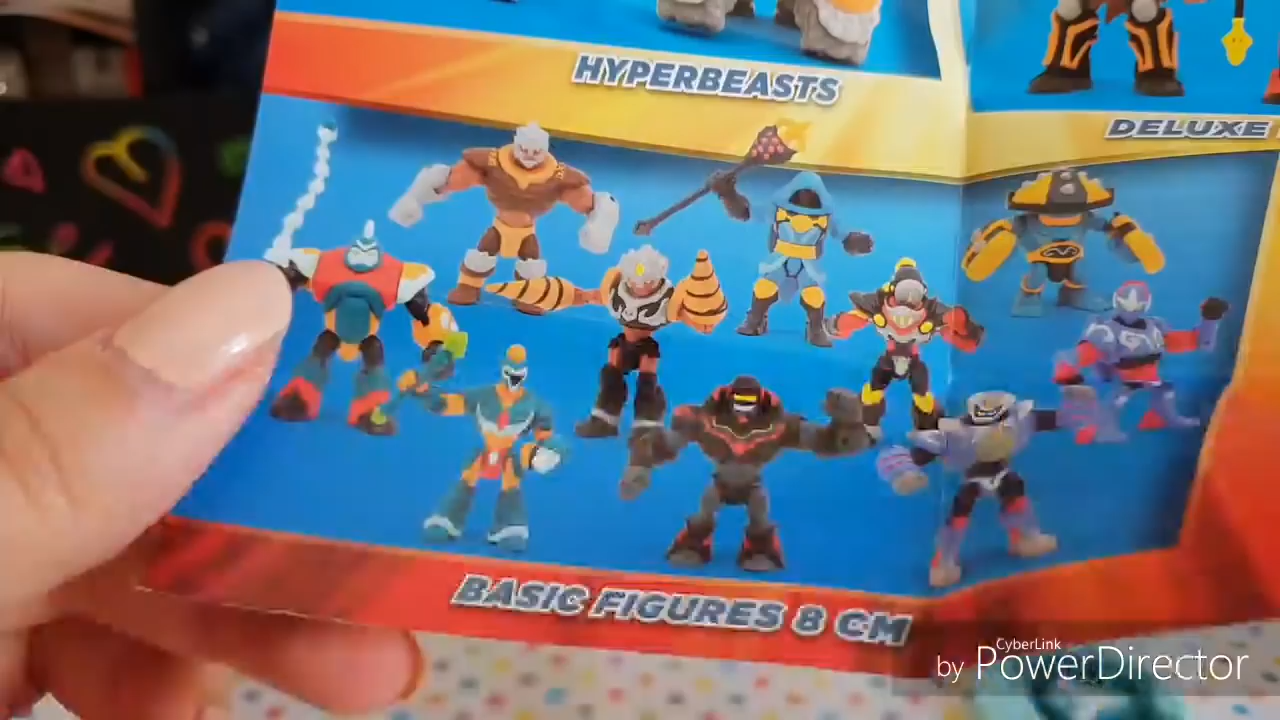 HYPERBEASTS
DELUXE
BASIC FIGURES 8 CM
CyberLink
by PowerDirector